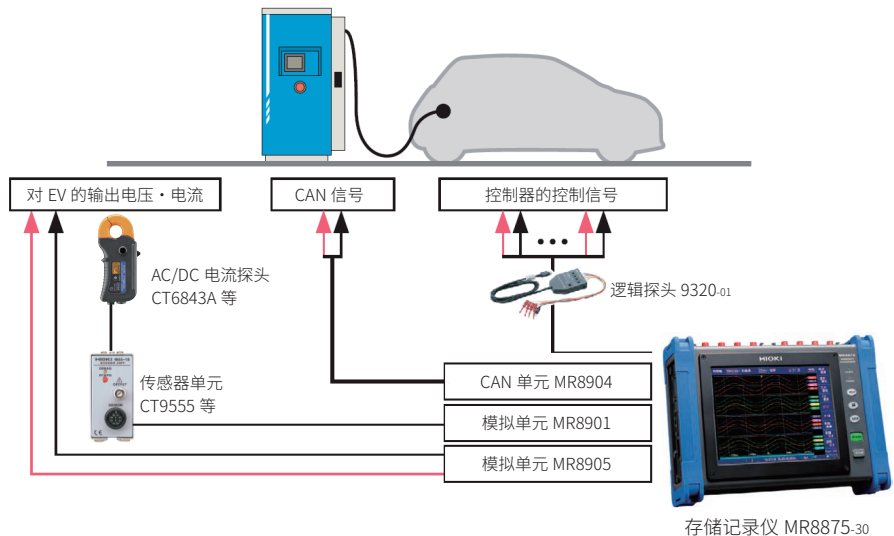 对 EV 的输出电压・电流
CAN 信号
控制器的控制信号
AC/DC 电流探头
CT6843A 等
逻辑探头 9320-01
HIOKI
传感器单元
CT9555 等
CAN 单元 MR8904
模拟单元 MR8901
模拟单元 MR8905
HIOKI
存储记录仪 MR8875-30